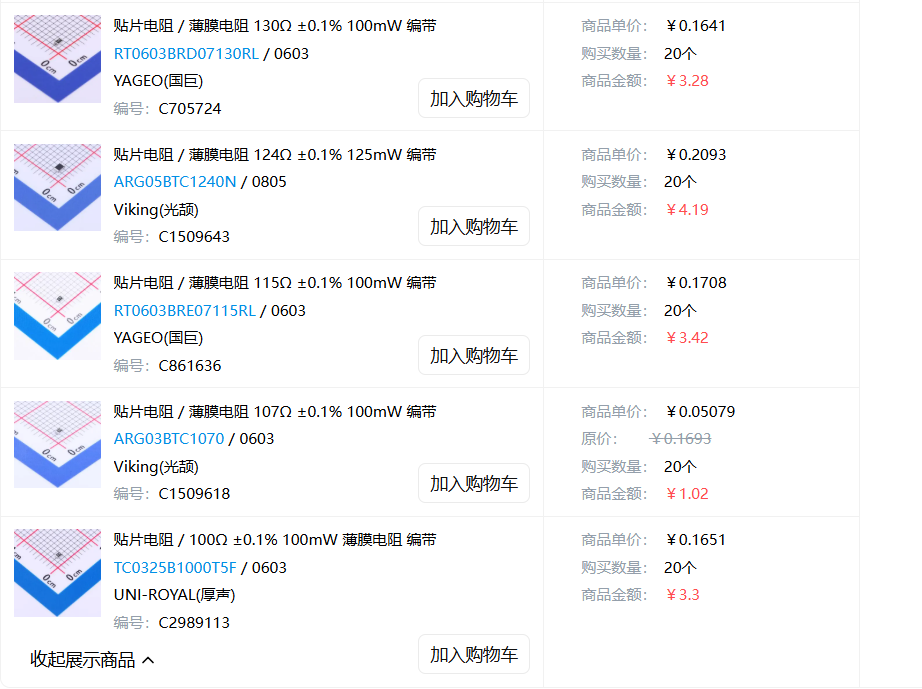 贴片电阻 / 薄膜电阻 130Ω ±0.1% 100mW 编带
RT0603BRD07130RL / 0603
YAGEO(国巨)
编号：C705724
加入购物车
商品单价：￥0.1641
购买数量：20个
商品金额：￥3.28
贴片电阻 / 薄膜电阻 124Ω ±0.1% 125mW 编带
ARG05BTC1240N / 0805
Viking(光颉)
编号：C1509643
加入购物车
商品单价：￥0.2093
购买数量：20个
商品金额：￥4.19
贴片电阻 / 薄膜电阻 115Ω ±0.1% 100mW 编带
RT0603BRE07115RL / 0603
YAGEO(国巨)
编号：C861636
加入购物车
商品单价：￥0.1708
购买数量：20个
商品金额：￥3.42
贴片电阻 / 薄膜电阻 107Ω ±0.1% 100mW 编带
ARG03BTC1070 / 0603
Viking(光颉)
编号：C1509618
加入购物车
商品单价：￥0.05079
原价：￥0.1693
购买数量：20个
商品金额：￥1.02
贴片电阻 / 100Ω ±0.1% 100mW 薄膜电阻 编带
TC0325B1000T5F / 0603
UNI-ROYAL(厚声)
编号：C2989113
加入购物车
商品单价：￥0.1651
购买数量：20个
商品金额：￥3.3
收起展示商品
0cm 0cm
0cm 0cm
0cm 0cm
0cm 0cm
0cm 0cm